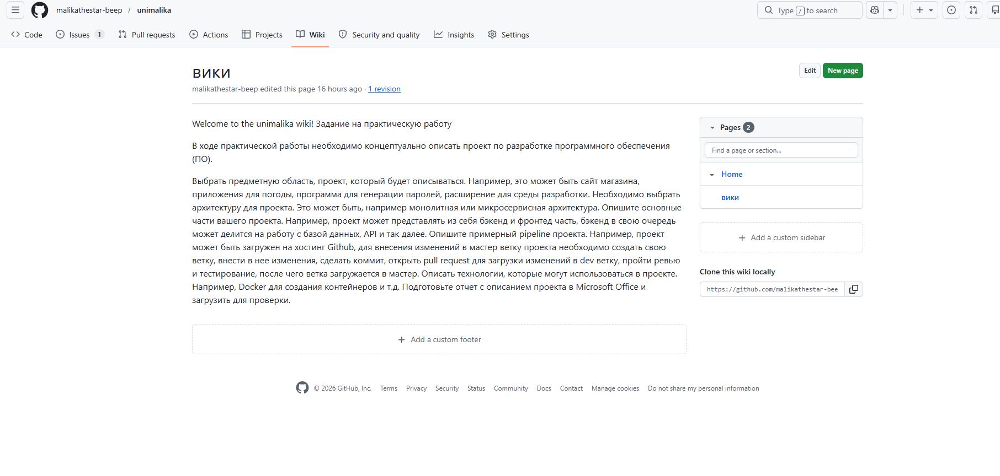 malikathestar-beep / unimalika
Type / to search
Code
Issues 1
Pull requests
Actions
Projects
Wiki
Security and quality
Insights
Settings
вики
Edit
New page
malikathestar-beep edited this page 16 hours ago · 1 revision
Welcome to the unimalika wiki! Задание на практическую работу
В ходе практической работы необходимо концептуально описать проект по разработке программного обеспечения
(ПО).
Выбрать предметную область, проект, который будет описываться. Например, это может быть сайт магазина,
приложения для погоды, программа для генерации паролей, расширение для среды разработки. Необходимо выбрать
архитектуру для проекта. Это может быть, например монолитная или микросервисная архитектура. Опишите основные
части вашего проекта. Например, проект может представлять из себя бэкенд и фронтед часть, бэкенд в свою очередь
может делится на работу с базой данных, API и так далее. Опишите примерный pipeline проекта. Например, проект
может быть загружен на хостинг Github, для внесения изменений в мастер ветку проекта необходимо создать свою
ветку, внести в нее изменения, сделать коммит, открыть pull request для загрузки изменений в dev ветку, пройти ревью
и тестирование, после чего ветка загружается в мастер. Описать технологии, которые могут использоваться в проекте.
Например, Docker для создания контейнеров и т.д. Подготовьте отчет с описанием проекта в Microsoft Office и
загрузить для проверки.
Add a custom footer
Pages 2
Find a page or section...
Home
вики
Add a custom sidebar
Clone this wiki locally
https://github.com/malikathestar-bee
© 2026 GitHub, Inc.
Terms
Privacy
Security
Status
Community
Docs
Contact
Manage cookies
Do not share my personal information